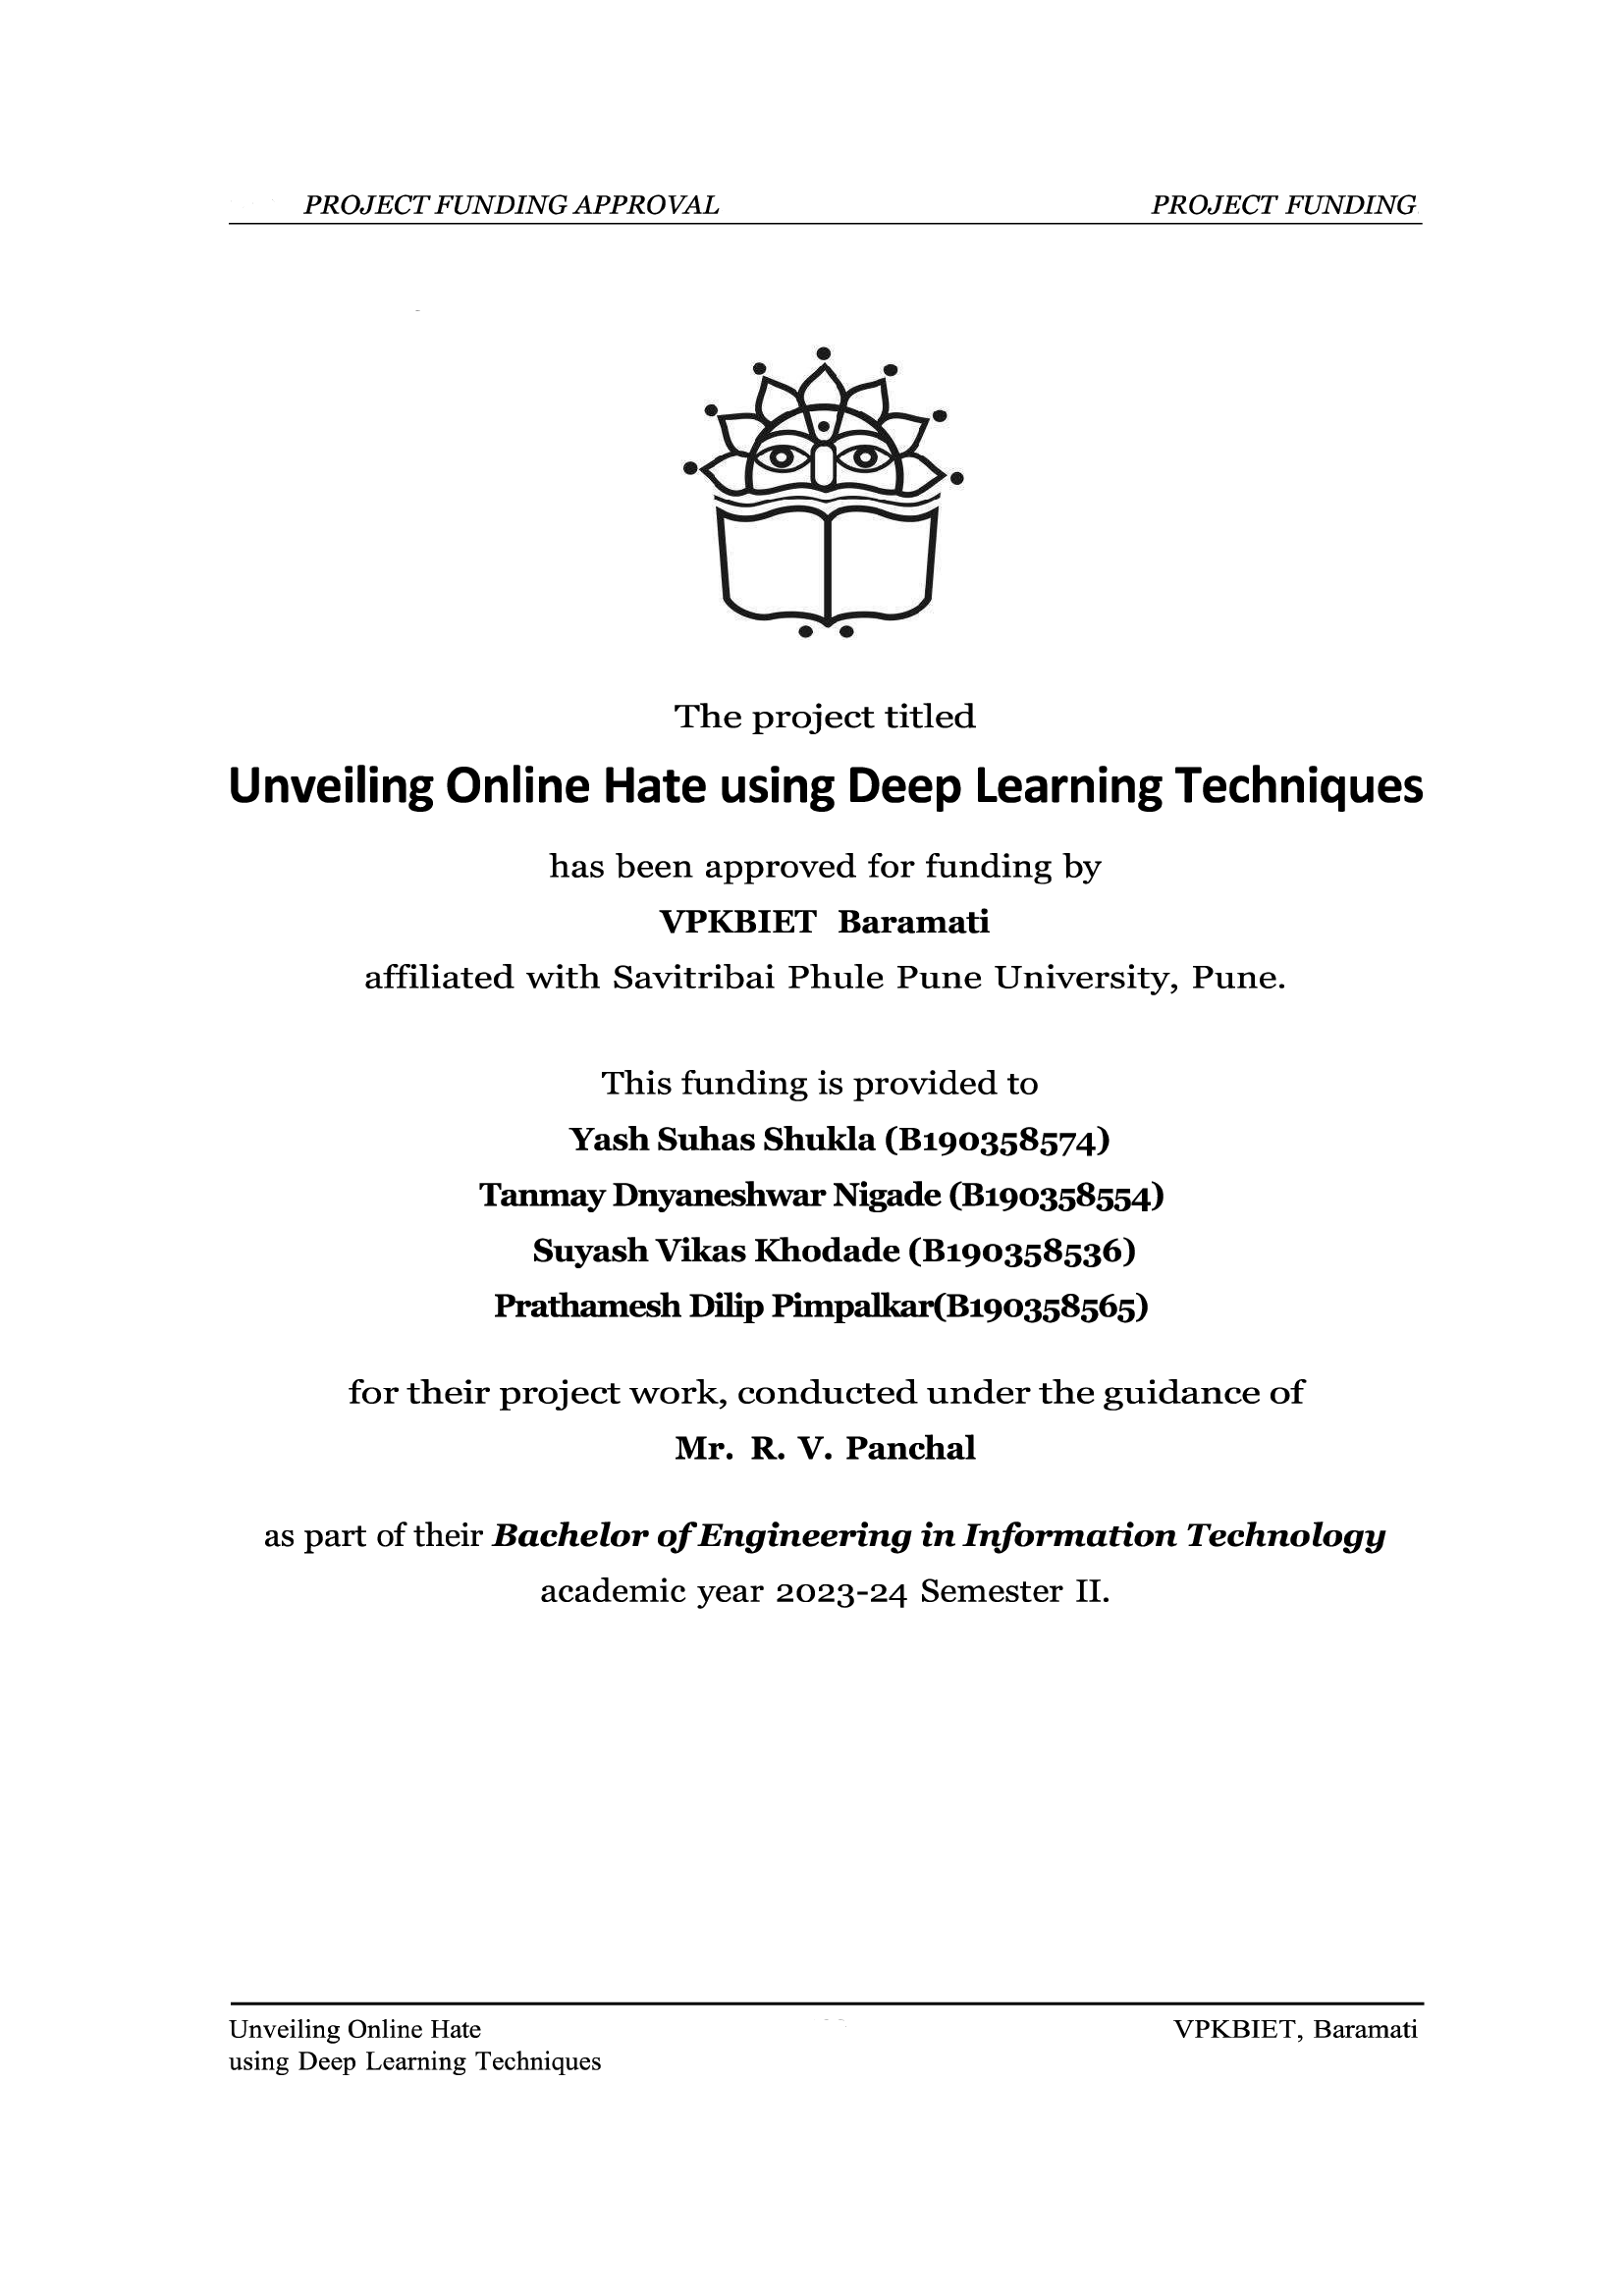 PROJECT FUNDING APPROVAL PROJECT FUNDING
The project titled
Unveiling Online Hate using Deep Learning Techniques
has been approved for funding by
VPKBIET Baramati
affiliated with Savitribai Phule Pune University, Pune.
This funding is provided to
Yash Suhas Shukla (B190358574)
Tanmay Dnyaneshwar Nigade (B190358554)
Suyash Vikas Khodade (B190358536)
Prathamesh Dilip Pimpalkar(B190358565)
for their project work, conducted under the guidance of
Mr. R. V. Panchal
as part of their Bachelor of Engineering in Information Technology
academic year 2023-24 Semester II.
Unveiling Online Hate VPKBIET, Baramati
using Deep Learning Techniques